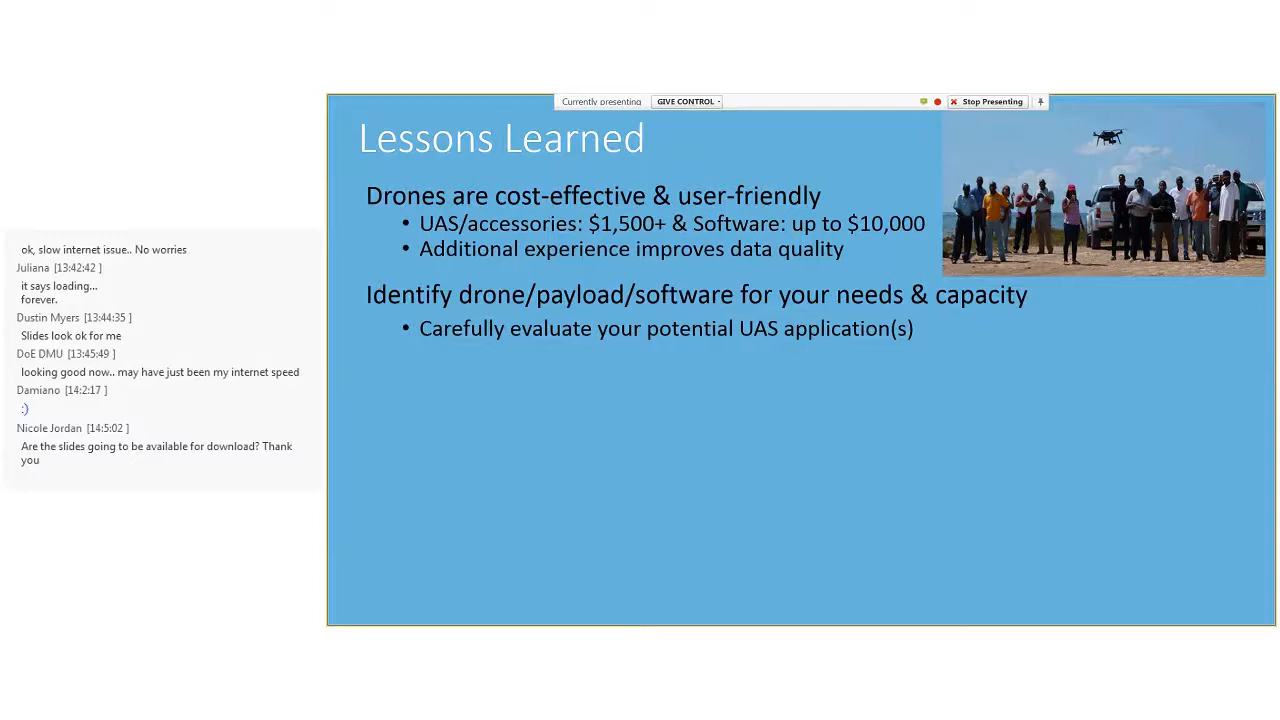 ok, slow internet issue.. No worries
Juliana [13:42:42 ]
it says loading...
forever.
Dustin Myers [13:44:35 ]
Slides look ok for me
DoE DMU [13:45:49 ]
looking good now.. may have just been my internet speed
Damiano [14:2:17 ]
:)
Nicole Jordan [14:5:02 ]
Are the slides going to be available for download? Thank
you
Currently presenting GIVE CONTROL Stop Presenting
Lessons Learned
Drones are cost-effective & user-friendly
• UAS/accessories: $1,500+ & Software: up to $10,000
• Additional experience improves data quality
Identify drone/payload/software for your needs & capacity
• Carefully evaluate your potential UAS application(s)